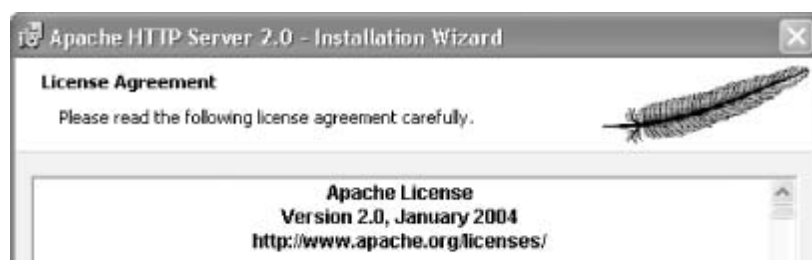 Apache HTTP Server 2.0 - Installation Wizard
License Agreement
Please read the following license agreement carefully.
Apache License
Version 2.0, January 2004
http://www.apache.org/licenses/